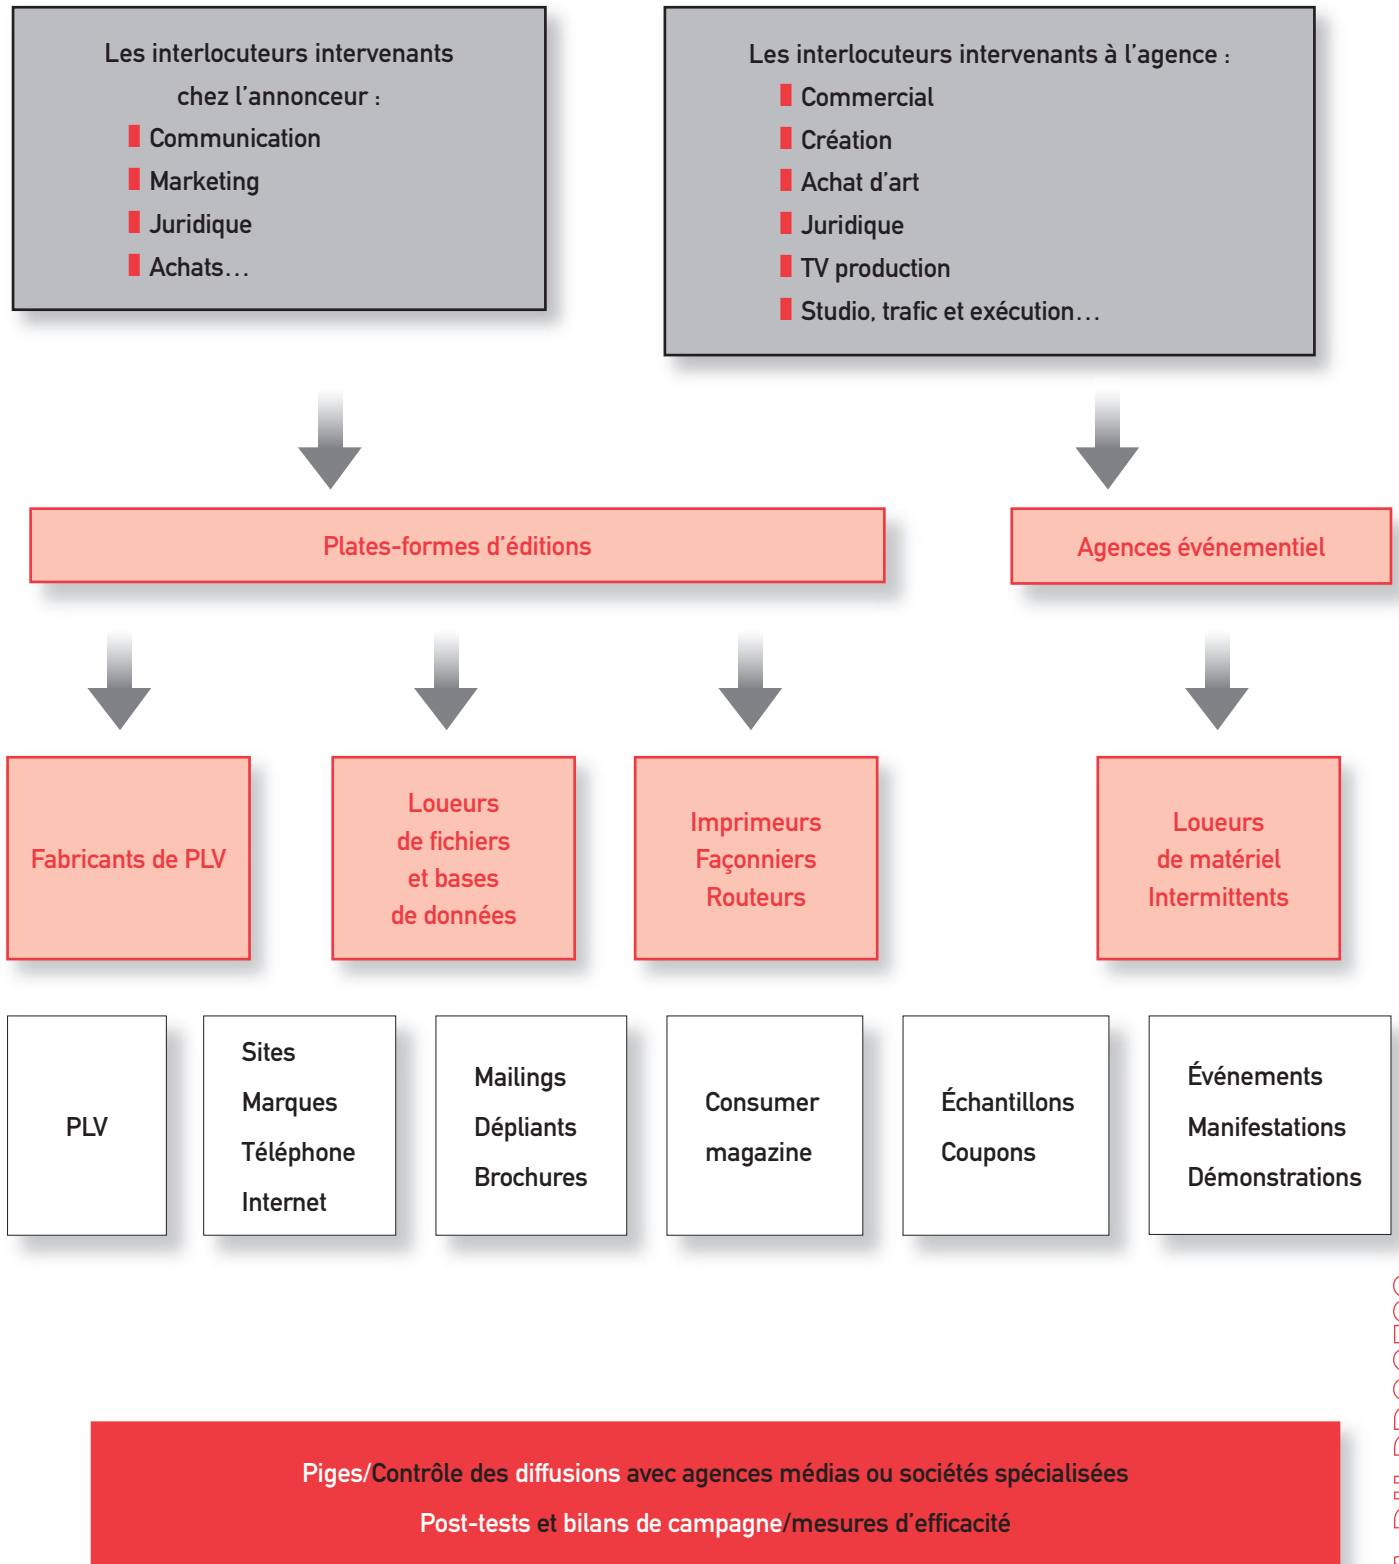 Les interlocuteurs intervenants
chez l’annonceur :
Communication
Marketing
Juridique
Achats…
Les interlocuteurs intervenants à l’agence :
Commercial
Création
Achat d’art
Juridique
TV production
Studio, trafic et exécution…
Plates-formes d’éditions
Agences événementiel
Fabricants de PLV
Loueurs
de fichiers
et bases
de données
Imprimeurs
Façonniers
Routeurs
Loueurs
de matériel
Intermittents
PLV
Sites
Marques
Téléphone
Internet
Mailings
Dépliants
Brochures
Consumer
magazine
Échantillons
Coupons
Événements
Manifestations
Démonstrations
Piges/Contrôle des diffusions avec agences médias ou sociétés spécialisées
Post-tests et bilans de campagne/mesures d’efficacité